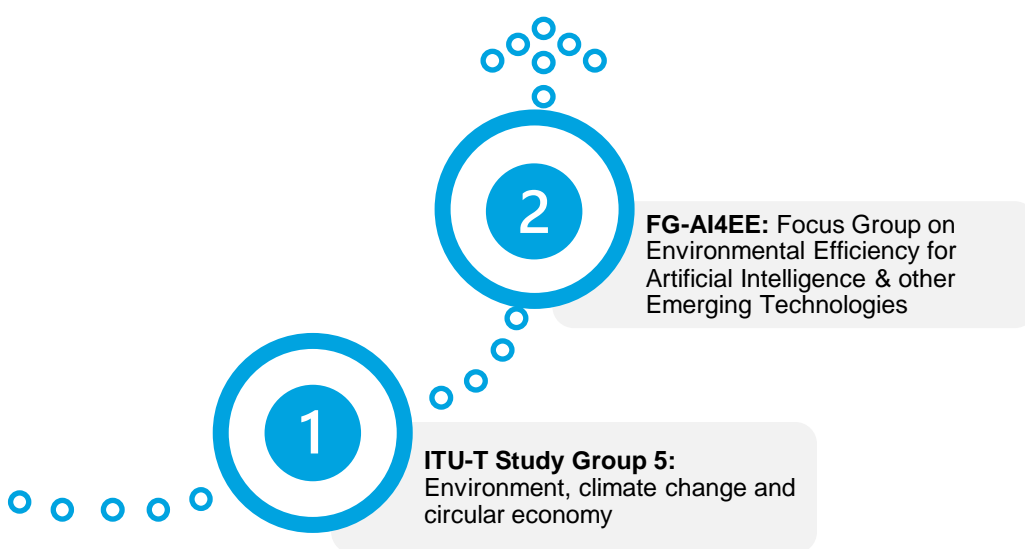 2
FG-AI4EE: Focus Group on
Environmental Efficiency for
Artificial Intelligence & other
Emerging Technologies
1
ITU-T Study Group 5:
Environment, climate change and
circular economy